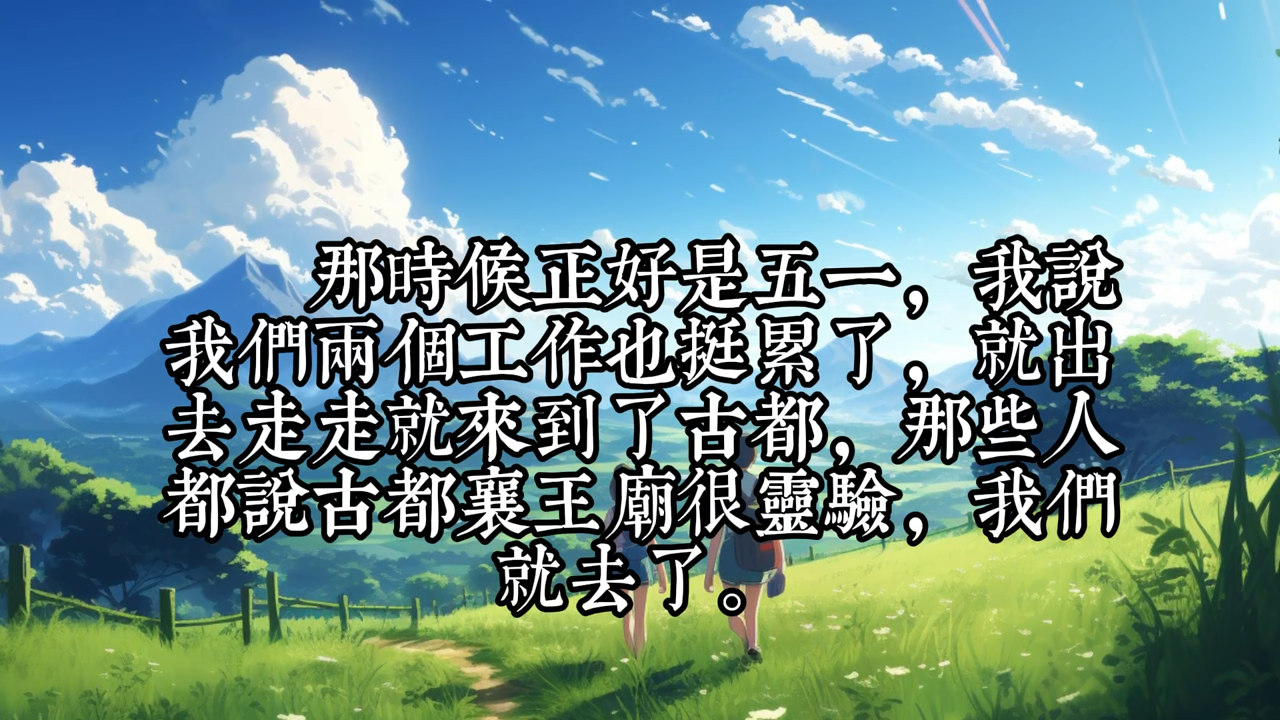 那時候正好是五一，我說
我們兩個工作也挺累了，就出
去走走就來到了古都，那些人
都說古都襄王廟很靈驗，我們
就去了。